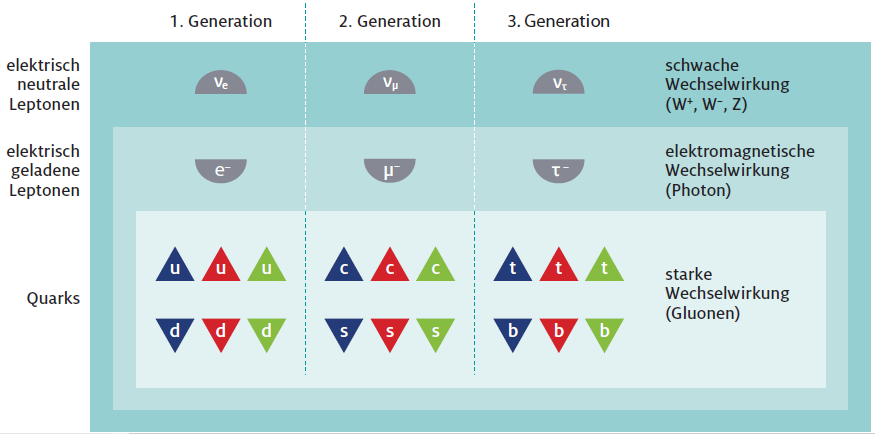 1. Generation
2. Generation
3. Generation
elektrisch
neutrale
Leptonen
νe
νμ
ντ
schwache
Wechselwirkung
(W⁺, W⁻, Z)
elektrisch
geladene
Leptonen
e⁻
μ⁻
τ⁻
elektromagnetische
Wechselwirkung
(Photon)
Quarks
u u u
c c c
t t t
d d d
s s s
b b b
starke
Wechselwirkung
(Gluonen)